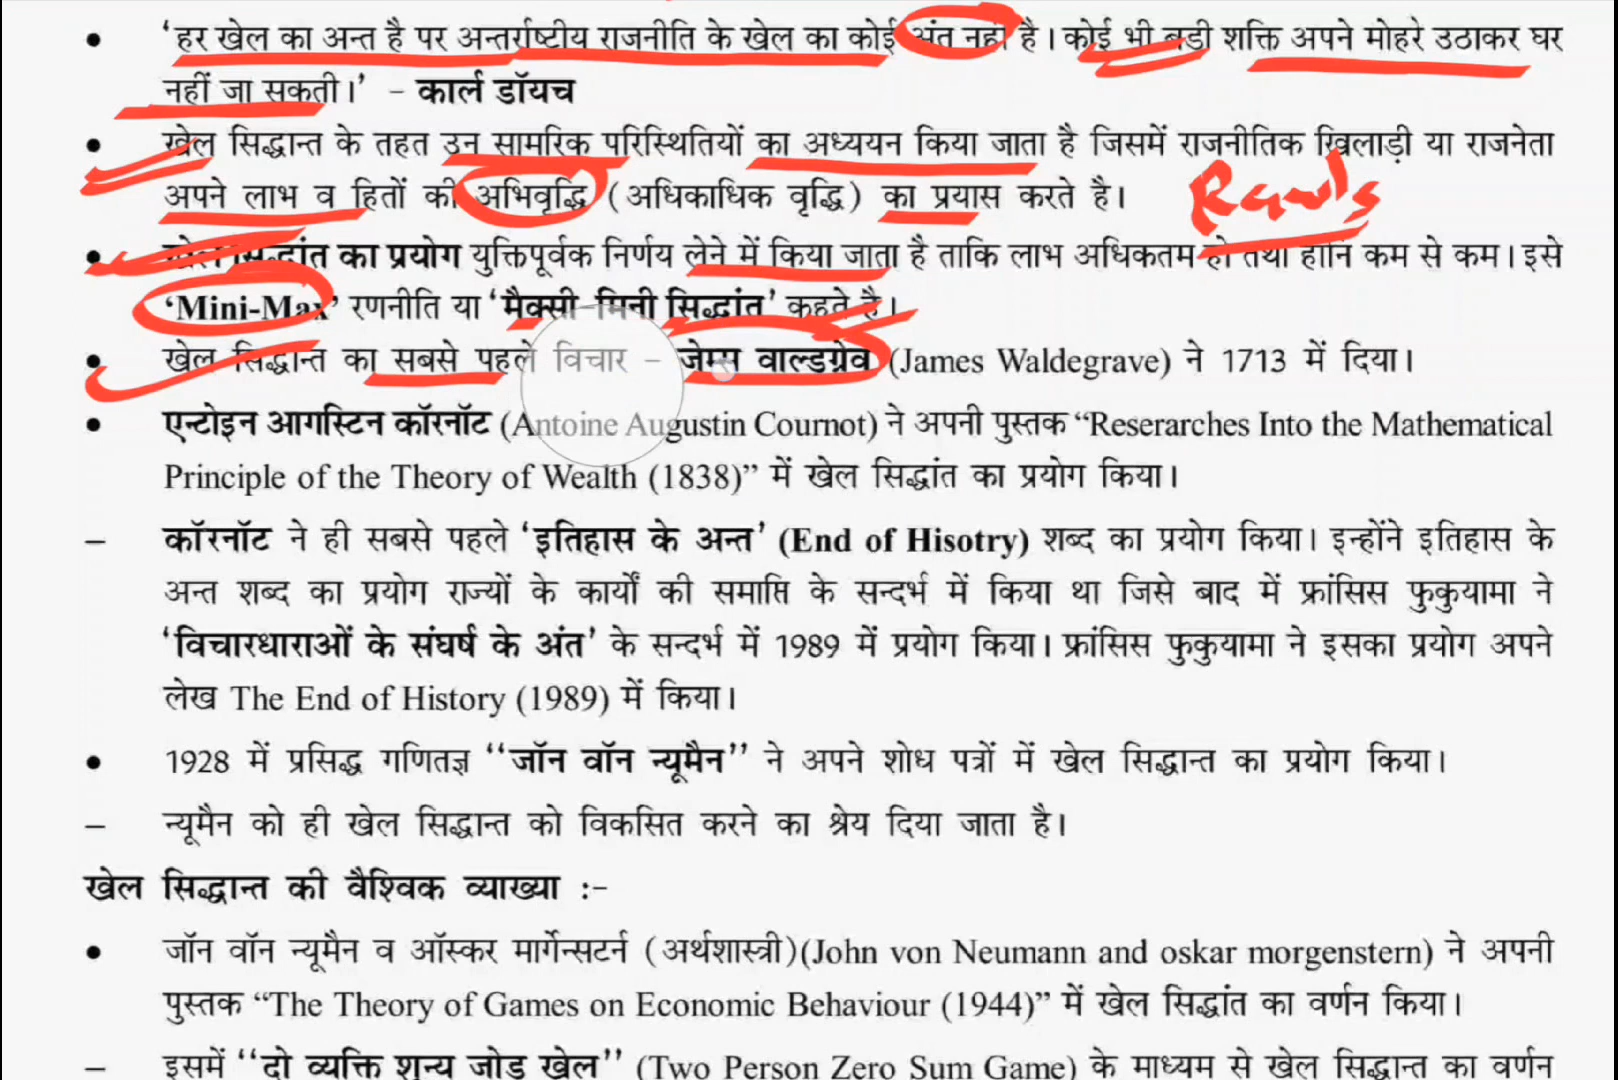 • ‘हर खेल का अन्त है पर अन्तर्राष्टीय राजनीति के खेल का कोई अंत नहीं है। कोई भी बडी शक्ति अपने मोहरे उठाकर घर
नहीं जा सकती।’ – कार्ल डॉयच
• खेल सिद्धान्त के तहत उन सामरिक परिस्थितियों का अध्ययन किया जाता है जिसमें राजनीतिक खिलाड़ी या राजनेता
अपने लाभ व हितों की अभिवृद्धि (अधिकाधिक वृद्धि) का प्रयास करते है।
• खेल सिद्धांत का प्रयोग युक्तिपूर्वक निर्णय लेने में किया जाता है ताकि लाभ अधिकतम हो तथा हानि कम से कम। इसे
‘Mini-Max’ रणनीति या ‘मैक्सी मिनी सिद्धांत’ कहते है।
• खेल सिद्धान्त का सबसे पहले विचार – जेम्स वाल्डग्रेव (James Waldegrave) ने 1713 में दिया।
• एन्टोइन आगस्टिन कॉरनॉट (Antoine Augustin Cournot) ने अपनी पुस्तक “Reserarches Into the Mathematical
Principle of the Theory of Wealth (1838)” में खेल सिद्धांत का प्रयोग किया।
– कॉरनॉट ने ही सबसे पहले ‘इतिहास के अन्त’ (End of Hisotry) शब्द का प्रयोग किया। इन्होंने इतिहास के
अन्त शब्द का प्रयोग राज्यों के कार्यों की समाप्ति के सन्दर्भ में किया था जिसे बाद में फ्रांसिस फुकुयामा ने
‘विचारधाराओं के संघर्ष के अंत’ के सन्दर्भ में 1989 में प्रयोग किया। फ्रांसिस फुकुयामा ने इसका प्रयोग अपने
लेख The End of History (1989) में किया।
• 1928 में प्रसिद्ध गणितज्ञ “जॉन वॉन न्यूमैन” ने अपने शोध पत्रों में खेल सिद्धान्त का प्रयोग किया।
– न्यूमैन को ही खेल सिद्धान्त को विकसित करने का श्रेय दिया जाता है।
खेल सिद्धान्त की वैश्विक व्याख्या :–
• जॉन वॉन न्यूमैन व ऑस्कर मार्गेन्सटर्न (अर्थशास्त्री)(John von Neumann and oskar morgenstern) ने अपनी
पुस्तक “The Theory of Games on Economic Behaviour (1944)” में खेल सिद्धांत का वर्णन किया।
– इसमें “दो व्यक्ति शून्य जोड खेल” (Two Person Zero Sum Game) के माध्यम से खेल सिद्धान्त का वर्णन